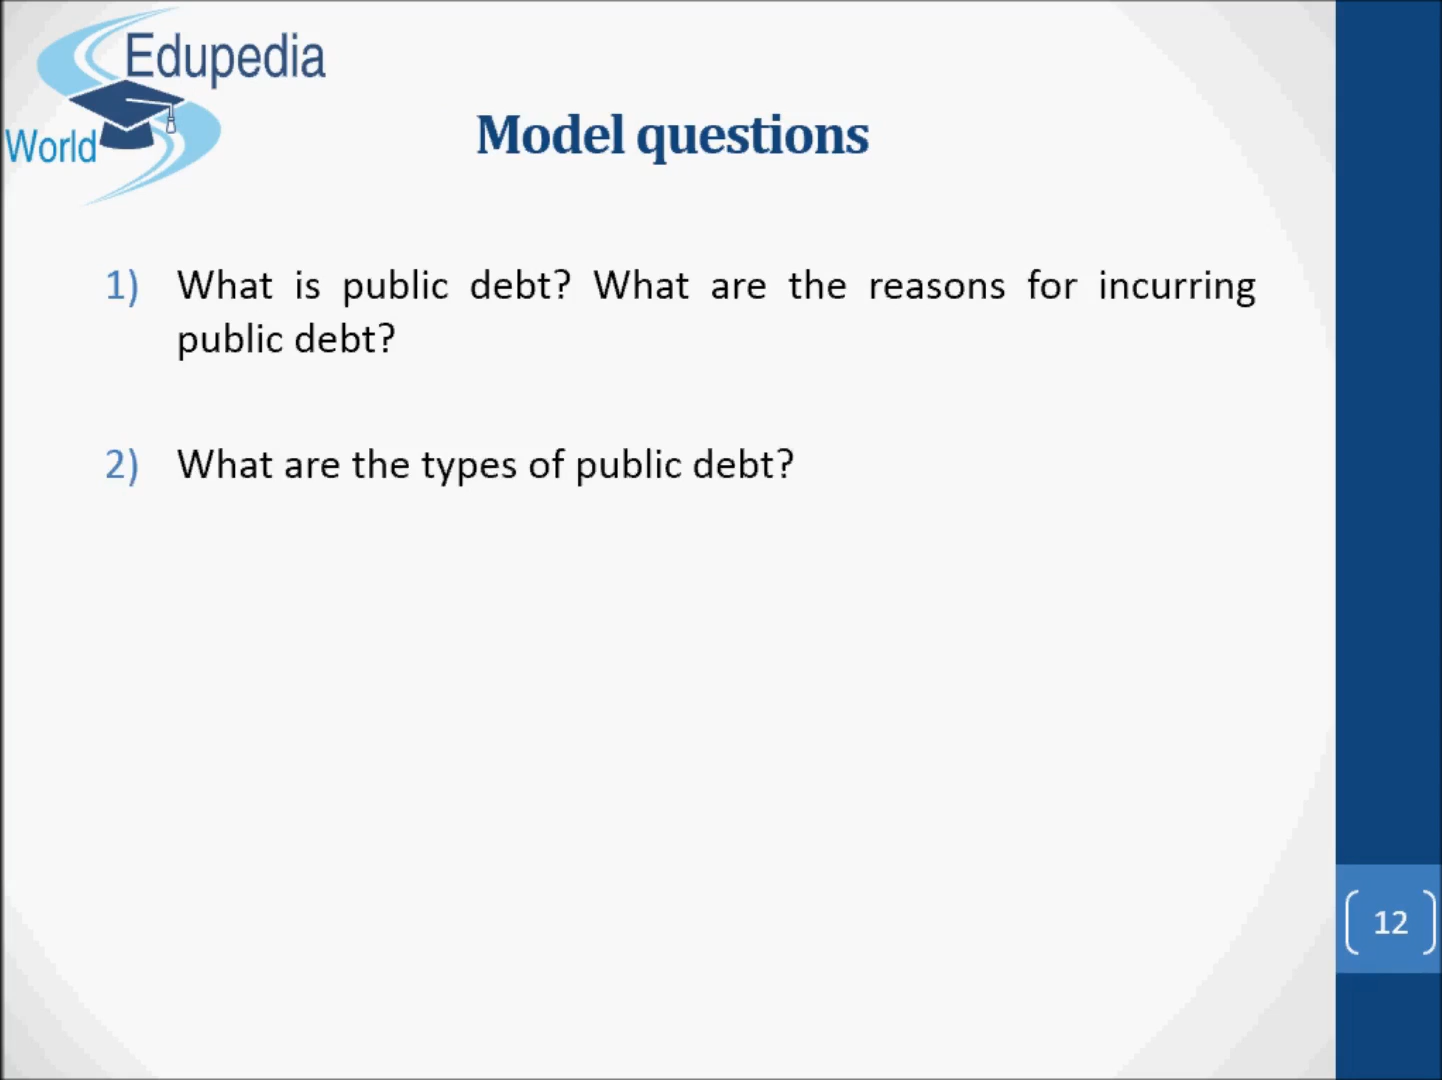 Edupedia
World
Model questions
1) What is public debt? What are the reasons for incurring
public debt?
2) What are the types of public debt?
12